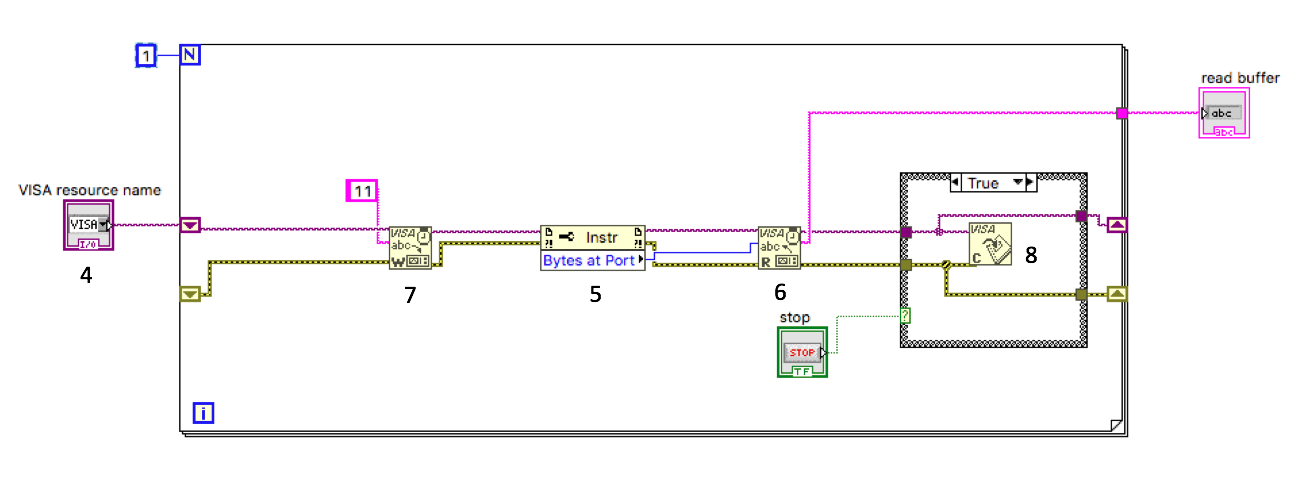 1
N
read buffer
abc
abc
VISA resource name
VISA
I/O
4
11
VISA
abc
W
7
Instr
Bytes at Port
5
VISA
abc
R
6
True
VISA
C
8
?
stop
STOP
TF
i